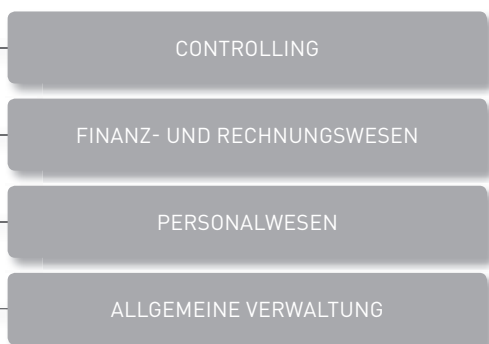 CONTROLLING
FINANZ- UND RECHNUNGSWESEN
PERSONALWESEN
ALLGEMEINE VERWALTUNG